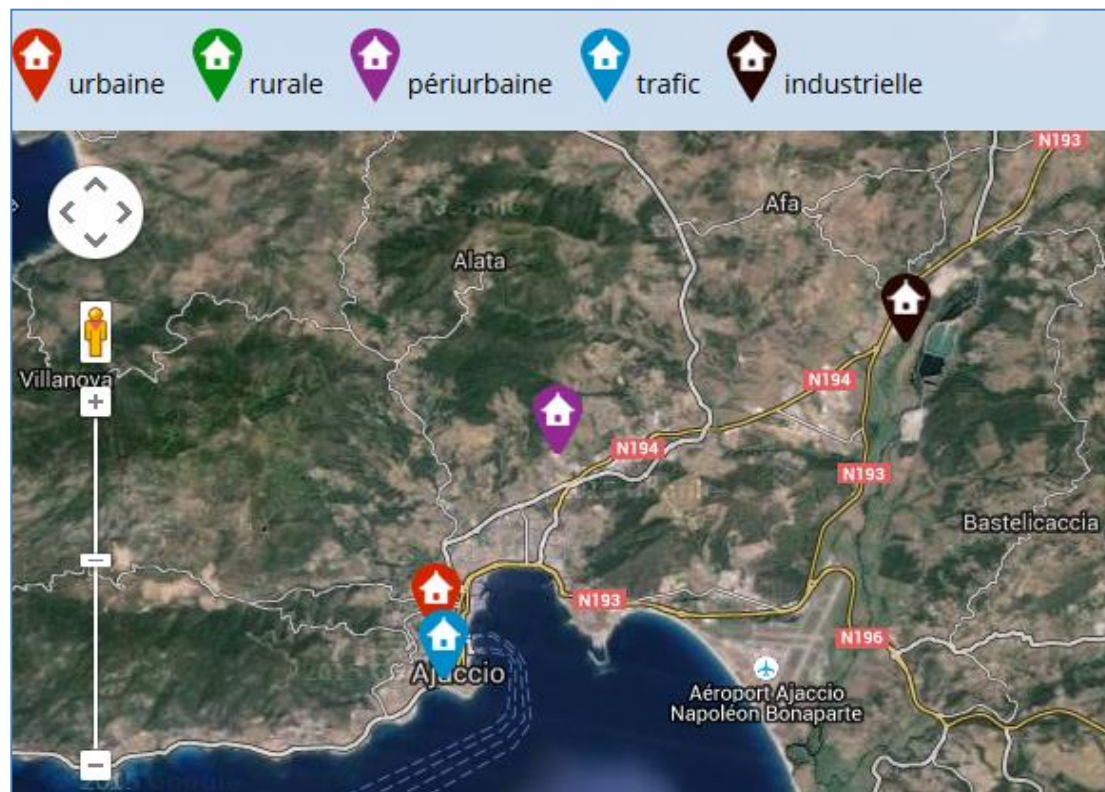 urbaine
rurale
périurbaine
trafic
industrielle
N193
Afa
Alata
Villanova
N194
N194
N193
Bastelicaccia
N193
N196
Ajaccio
Aéroport Ajaccio
Napoléon Bonaparte